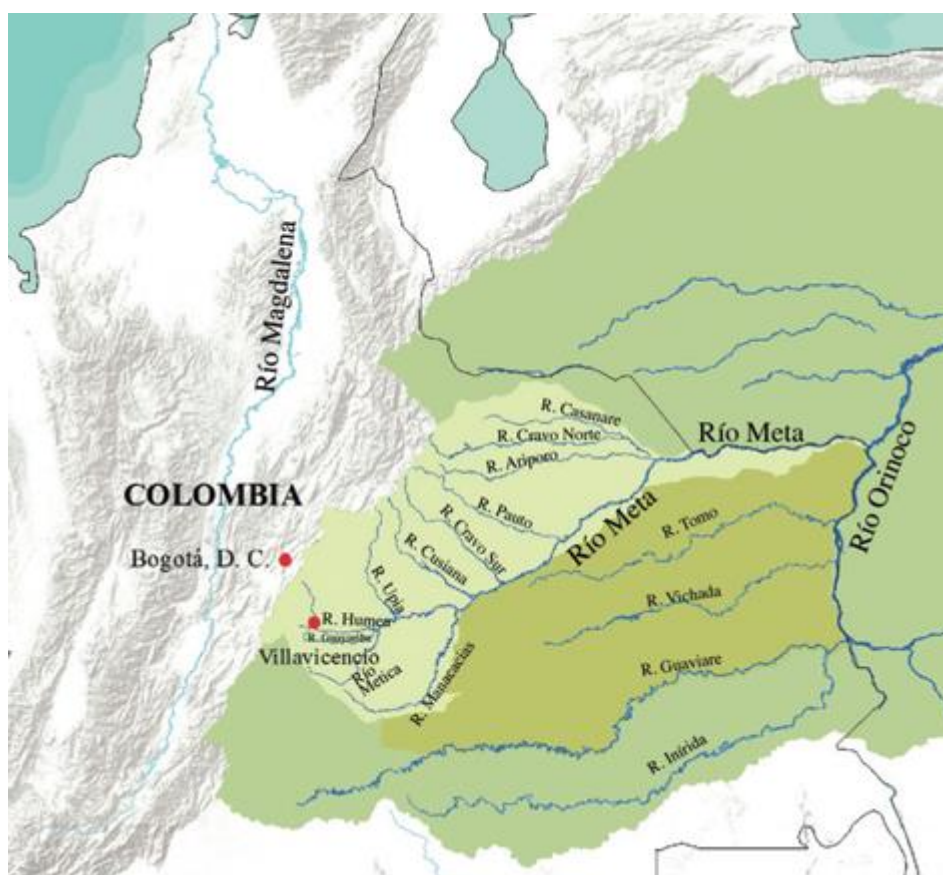 Río Magdalena
R. Casanare
R. Cravo Norte
Río Meta
R. Ariporo
COLOMBIA
R. Pauto
Río Meta
R. Tomo
Río Orinoco
R. Cravo Sur
Bogotá, D. C.
R. Cusiana
R. Upía
R. Vichada
R. Humea
Villavicencio
Río
Metica
R. Manacacías
R. Guaviare
R. Inírida